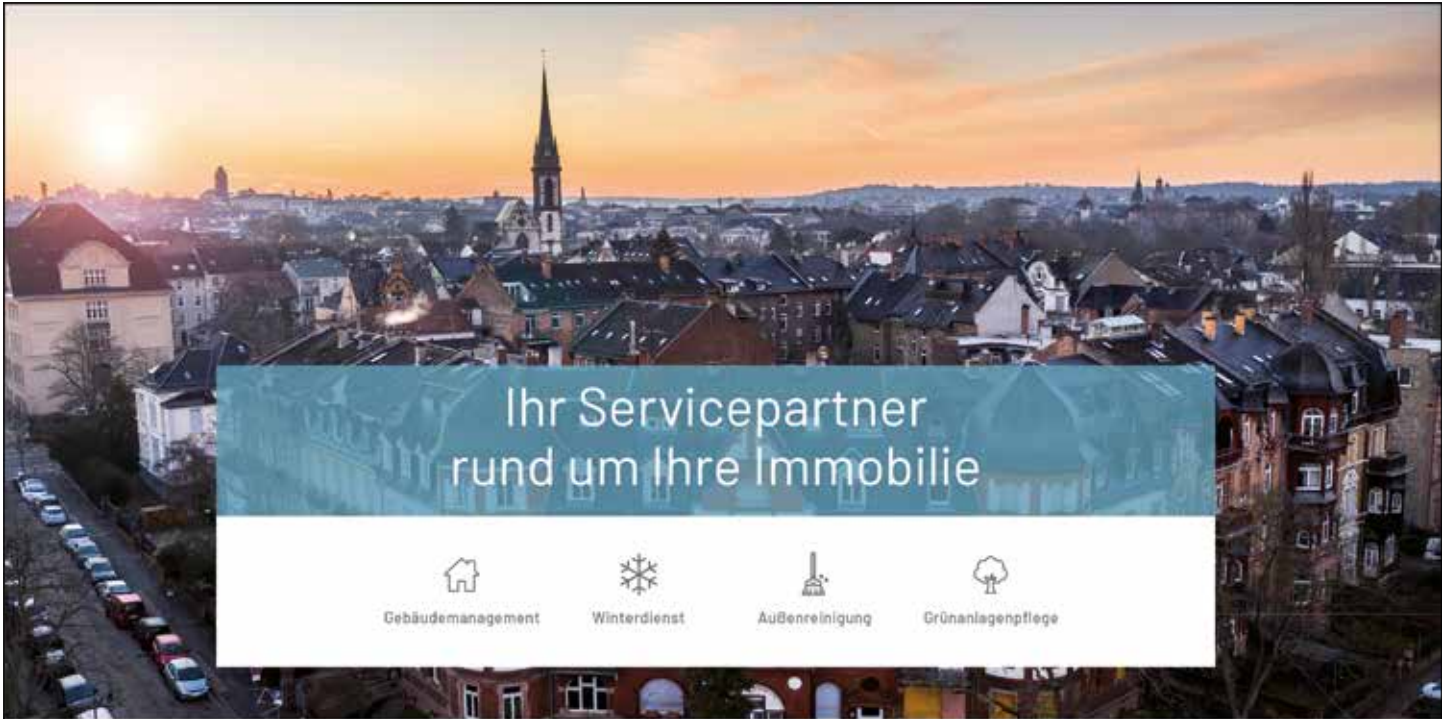 Ihr Servicepartner
rund um Ihre Immobilie
Gebäudemanagement
Winterdienst
Außenreinigung
Grünanlagenpflege